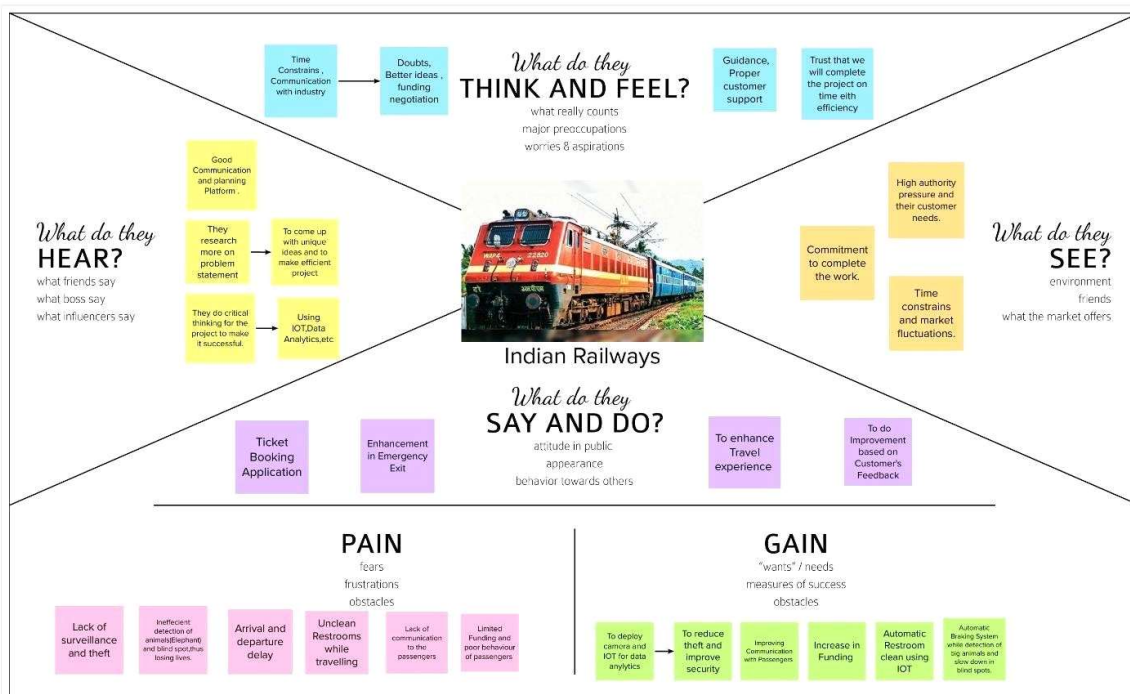 What do they
THINK AND FEEL?
what really counts
major preoccupations
worries & aspirations
Time
Constrains ,
Communication
with industry
Doubts,
Better ideas ,
funding
negotiation
Guidance,
Proper
customer
support
Trust that we
will complete
the project on
time eith
efficiency
What do they
HEAR?
what friends say
what boss say
what influencers say
Good
Communication
and planning
Platform .
They
research
more on
problem
statement
To come up
with unique
ideas and to
make efficient
project
They do critical
thinking for the
project to make
it successful.
Using
IOT,Data
Analytics,etc
22820
Indian Railways
What do they
SEE?
environment
friends
what the market offers
High authority
pressure and
their customer
needs.
Commitment
to complete
the work.
Time
constrains
and market
fluctuations.
What do they
SAY AND DO?
attitude in public
appearance
behavior towards others
Ticket
Booking
Application
Enhancement
in Emergency
Exit
To enhance
Travel
experience
To do
Improvement
based on
Customer's
Feedback
PAIN
fears
frustrations
obstacles
Lack of
surveillance
and theft
Ineffecient
detection of
animals(Elephant)
and blind spot,thus
losing lives.
Arrival and
departure
delay
Unclean
Restrooms
while
travelling
Lack of
communication
to the
passengers
Limited
Funding and
poor behaviour
of passengers
GAIN
"wants" / needs
measures of success
obstacles
To deploy
camera and
IOT for data
anylytics
To reduce
theft and
improve
security
Improving
Communication
with Passengers
Increase in
Funding
Automatic
Restroom
clean using
IOT
Automatic
Braking System
while detection of
big animals and
slow down in
blind spots.